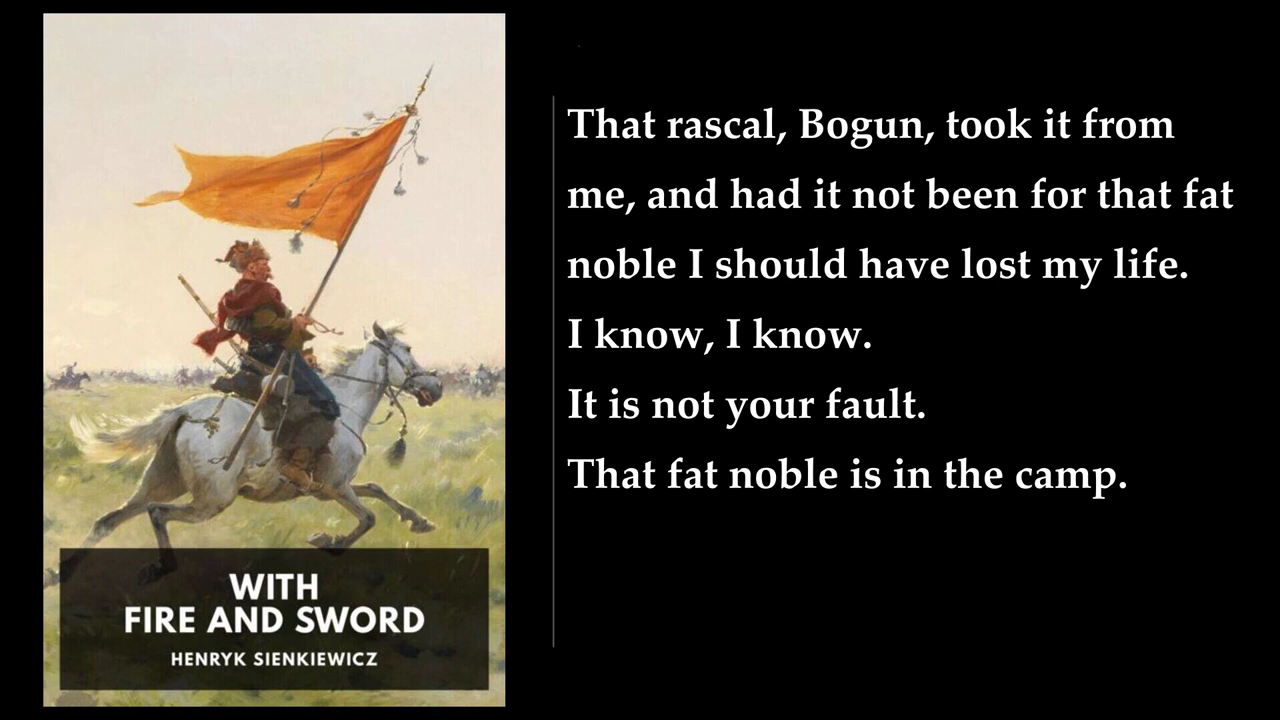 WITH
FIRE AND SWORD
HENRYK SIENKIEWICZ
That rascal, Bogun, took it from
me, and had it not been for that fat
noble I should have lost my life.
I know, I know.
It is not your fault.
That fat noble is in the camp.